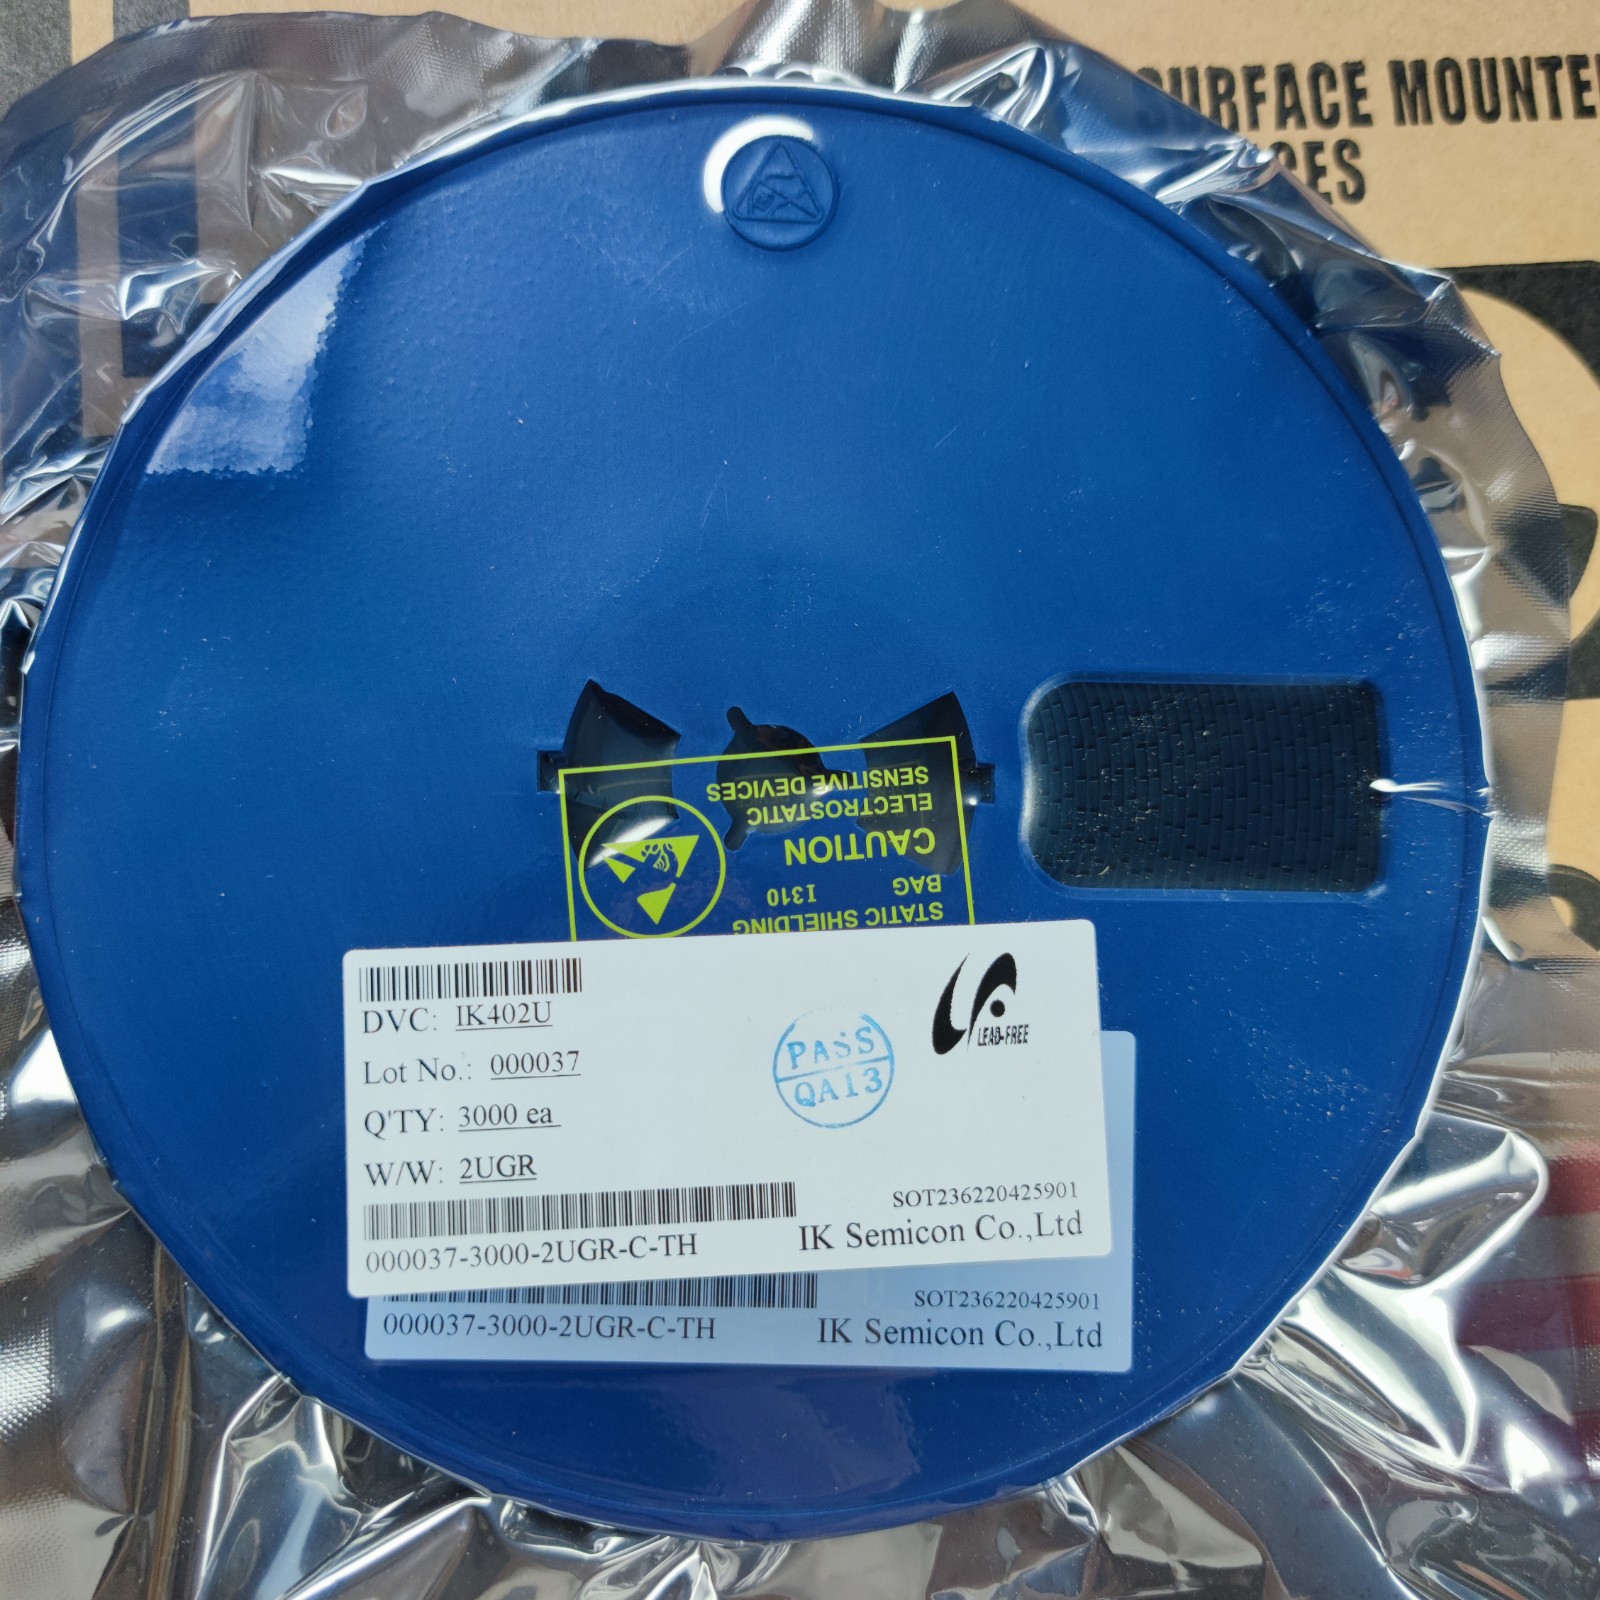 SURFACE MOUNTE
CES
SENSITIVE DEVICES
ELECTROSTATIC
CAUTION
BAG I310
STATIC SHIELDING
DVC: IK402U
Lot No.: 000037
Q'TY: 3000 ea
W/W: 2UGR
000037-3000-2UGR-C-TH
PASS
QA13
LEAD-FREE
SOT236220425901
IK Semicon Co.,Ltd
000037-3000-2UGR-C-TH
SOT236220425901
IK Semicon Co.,Ltd